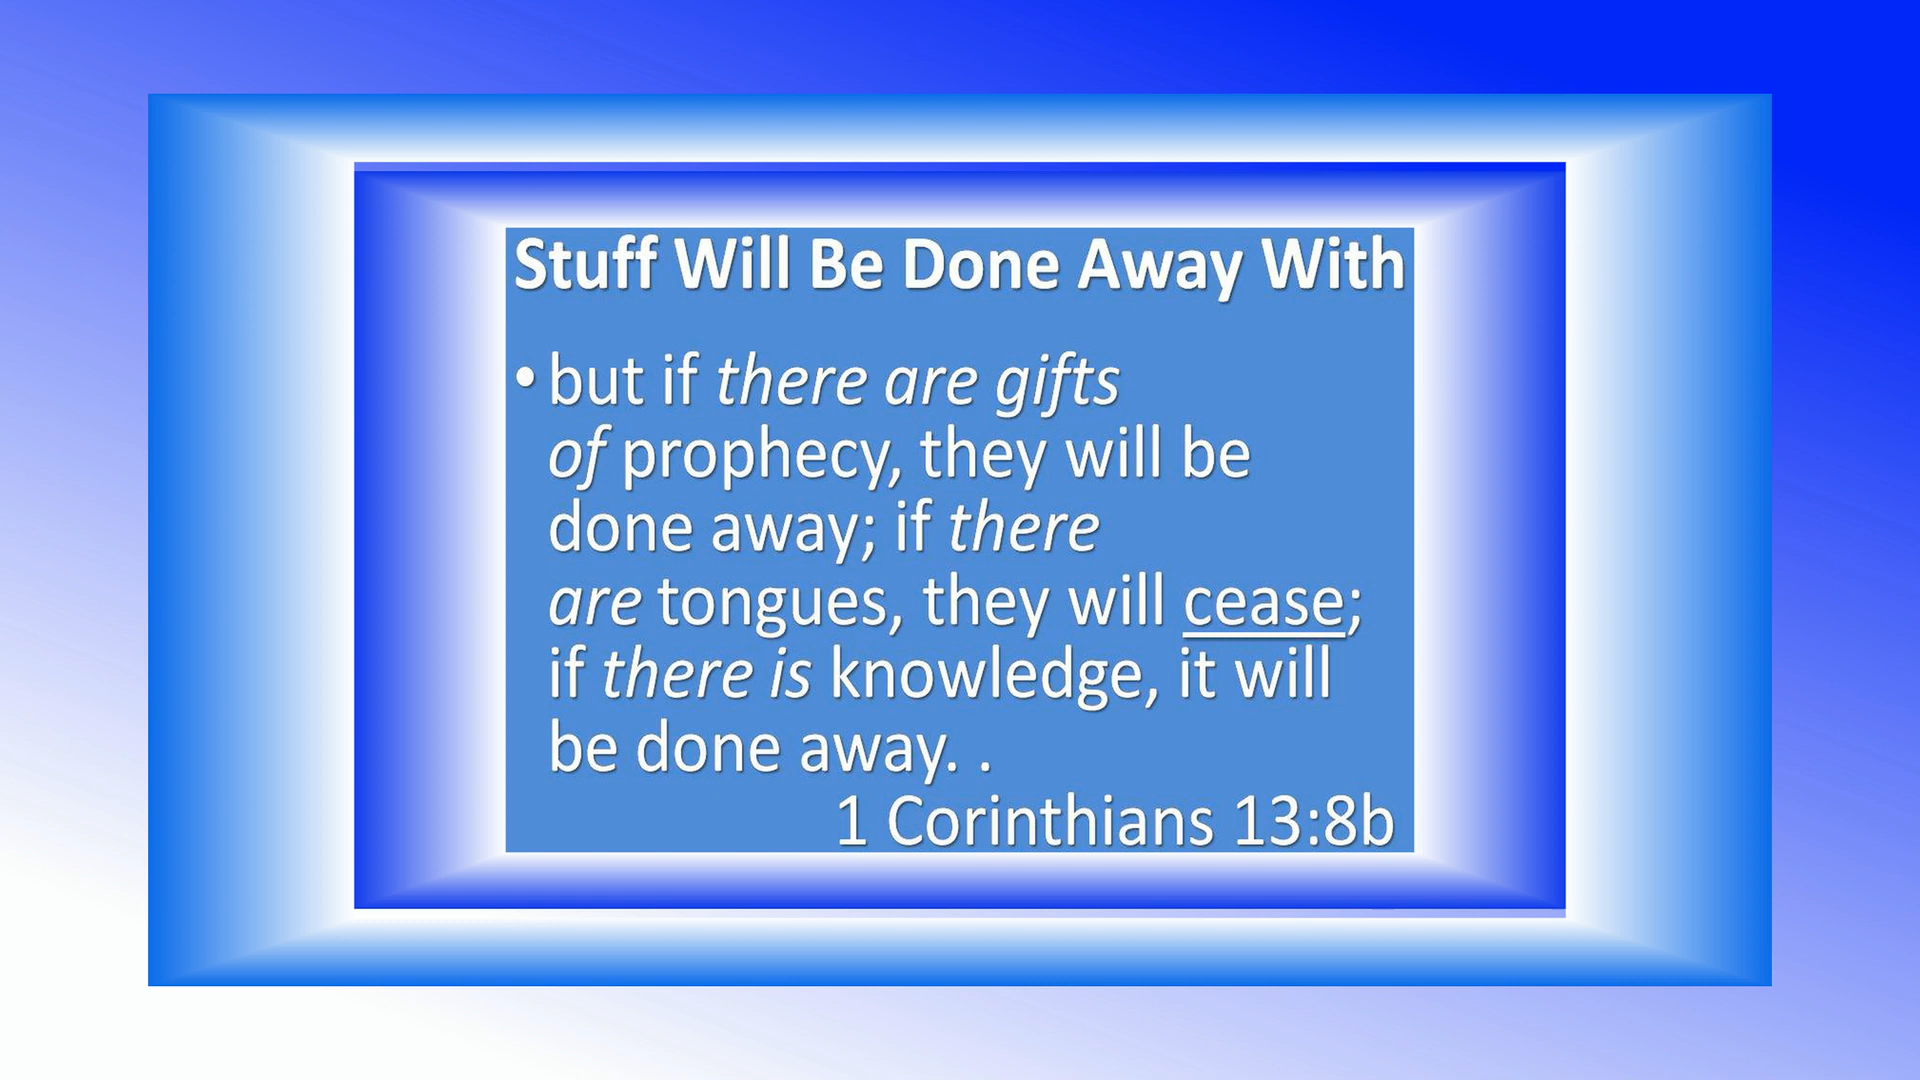 Stuff Will Be Done Away With
• but if there are gifts
of prophecy, they will be
done away; if there
are tongues, they will cease;
if there is knowledge, it will
be done away. .
1 Corinthians 13:8b